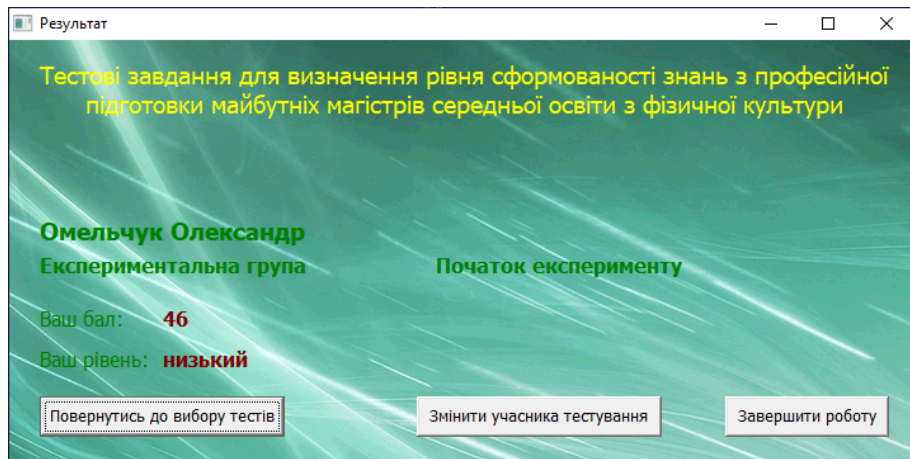 Результат
Тестові завдання для визначення рівня сформованості знань з професійної
підготовки майбутніх магістрів середньої освіти з фізичної культури
Омельчук Олександр
Експериментальна група Початок експерименту
Ваш бал: 46
Ваш рівень: низький
Повернутись до вибору тестів Змінити учасника тестування Завершити роботу